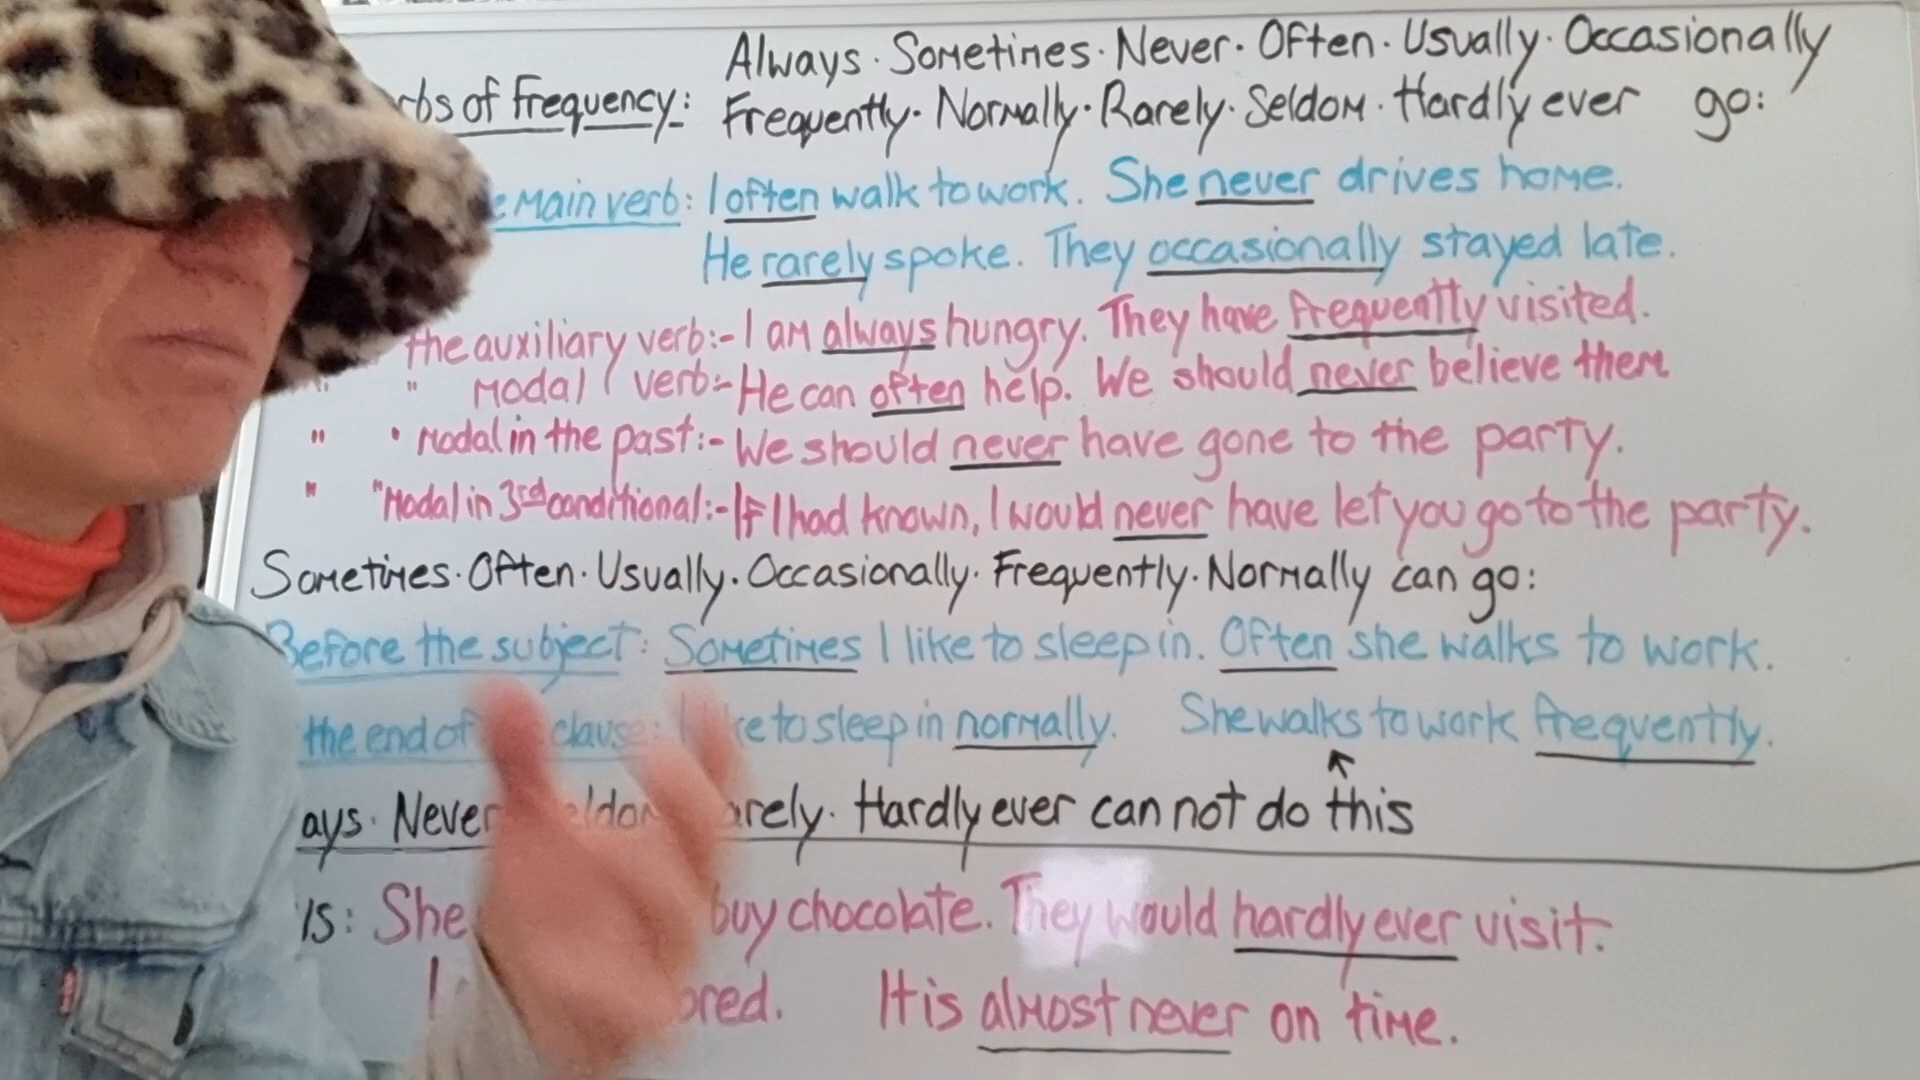 rbs of frequency: Always · Sometimes · Never · Often · Usually · Occasionally
Frequently · Normally · Rarely · Seldom · Hardly ever go:
e main verb: I often walk to work. She never drives home.
He rarely spoke. They occasionally stayed late.
the auxiliary verb:- I am always hungry. They have frequently visited.
" " modal verb:- He can often help. We should never believe them
" " modal in the past:- We should never have gone to the party.
" " Modal in 3rd conditional:- If I had known, I would never have let you go to the party.
Sometimes · Often · Usually · Occasionally · Frequently · Normally can go:
Before the subject: Sometimes I like to sleep in. Often she walks to work.
the end of clause: to sleep in normally. She walks to work frequently.
ays · Never eldom arely · Hardly ever can not do this
IS: She buy chocolate. They would hardly ever visit.
I ored. It is almost never on time.